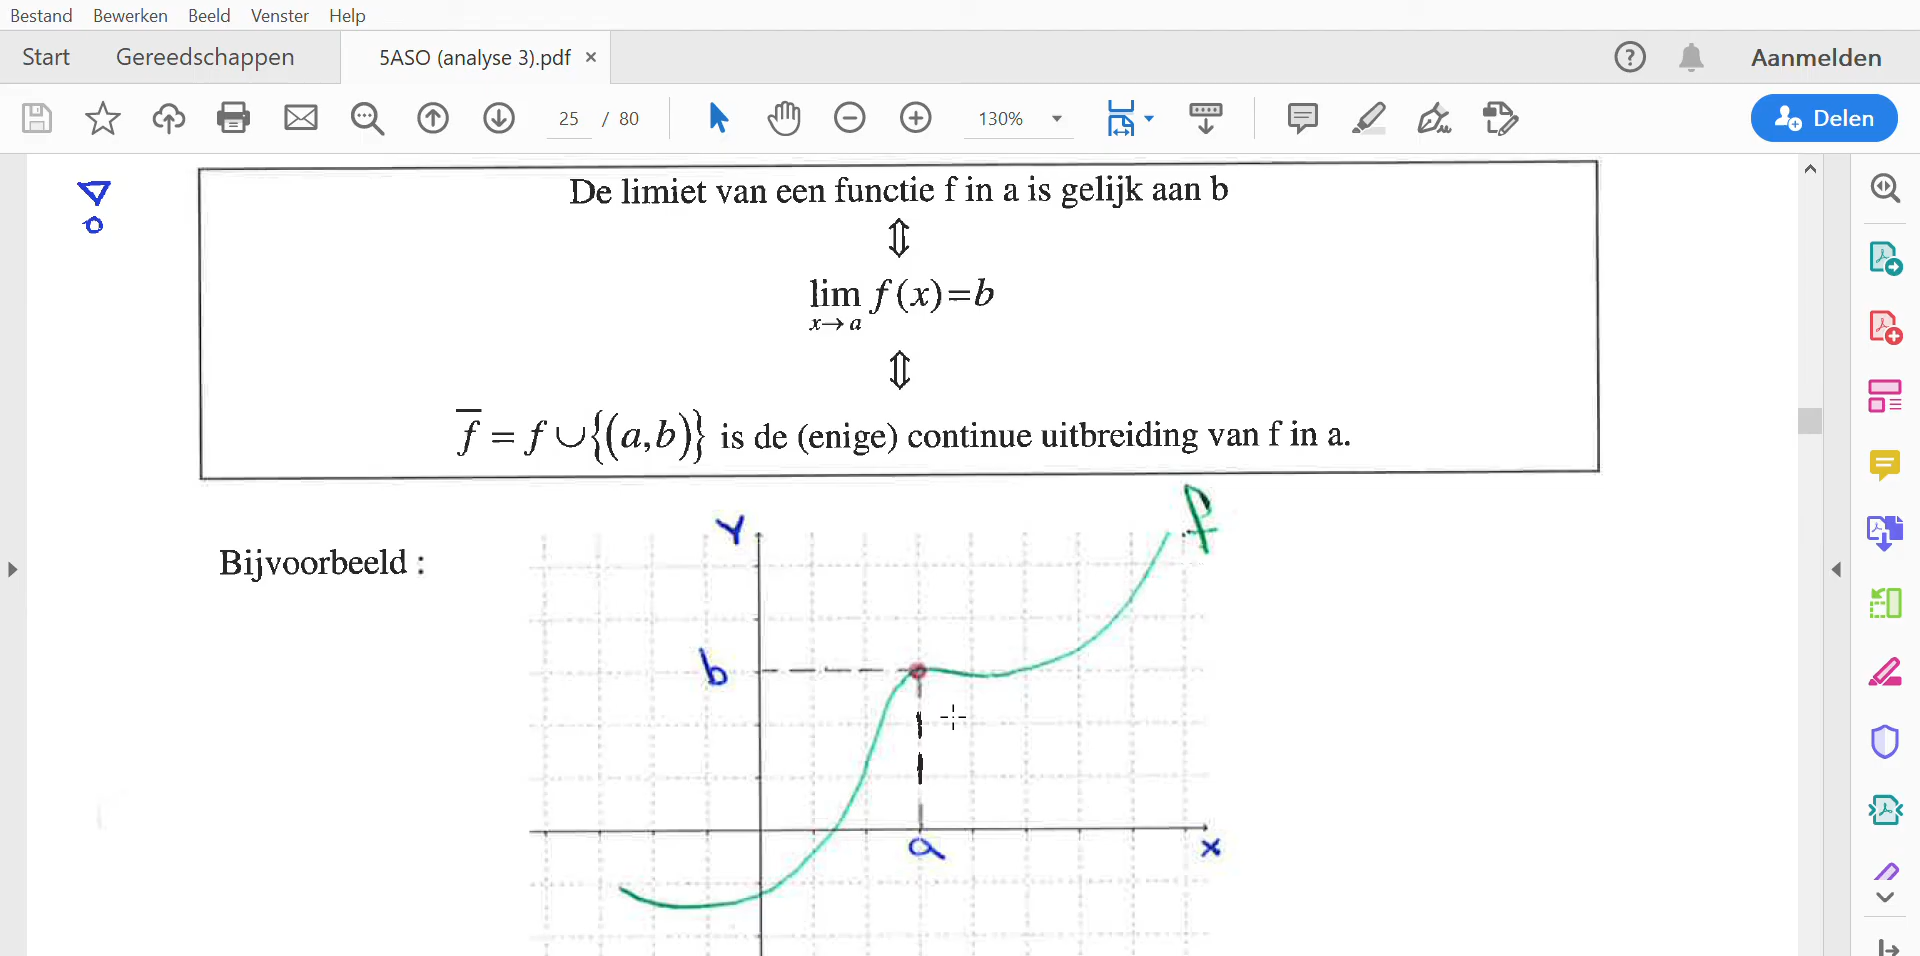 Bestand Bewerken Beeld Venster Help
Start Gereedschappen 5ASO (analyse 3).pdf × Aanmelden
25 / 80 130% Delen
De limiet van een functie f in a is gelijk aan b
⇕
lim f(x)=b
x→a
⇕
f̅ = f ∪{(a,b)} is de (enige) continue uitbreiding van f in a.
Bijvoorbeeld :
Y
f
b
a
x